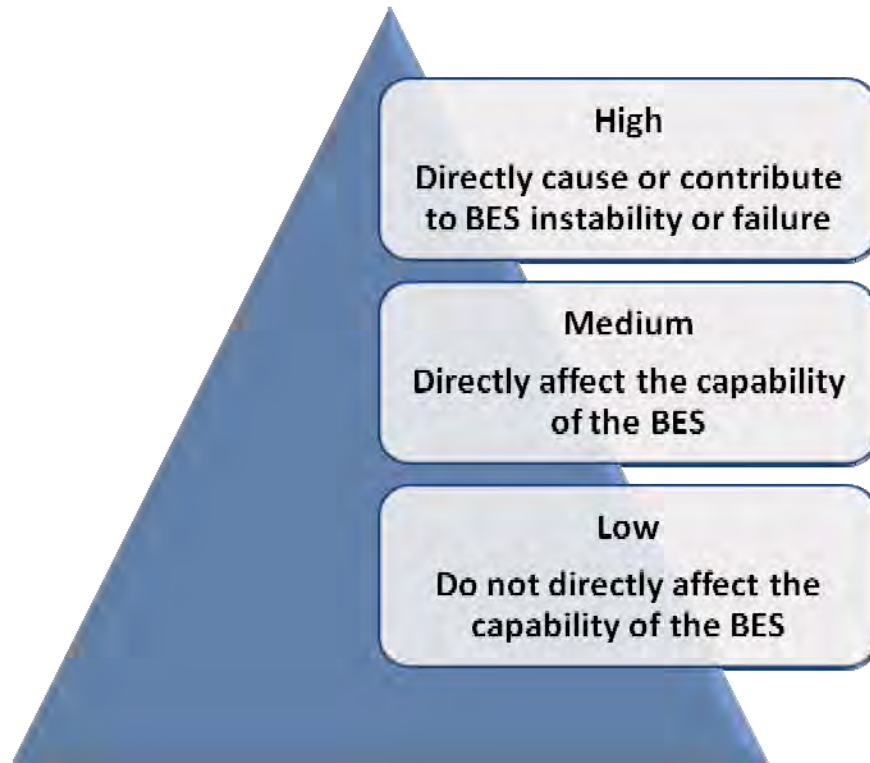 High
Directly cause or contribute
to BES instability or failure
Medium
Directly affect the capability
of the BES
Low
Do not directly affect the
capability of the BES